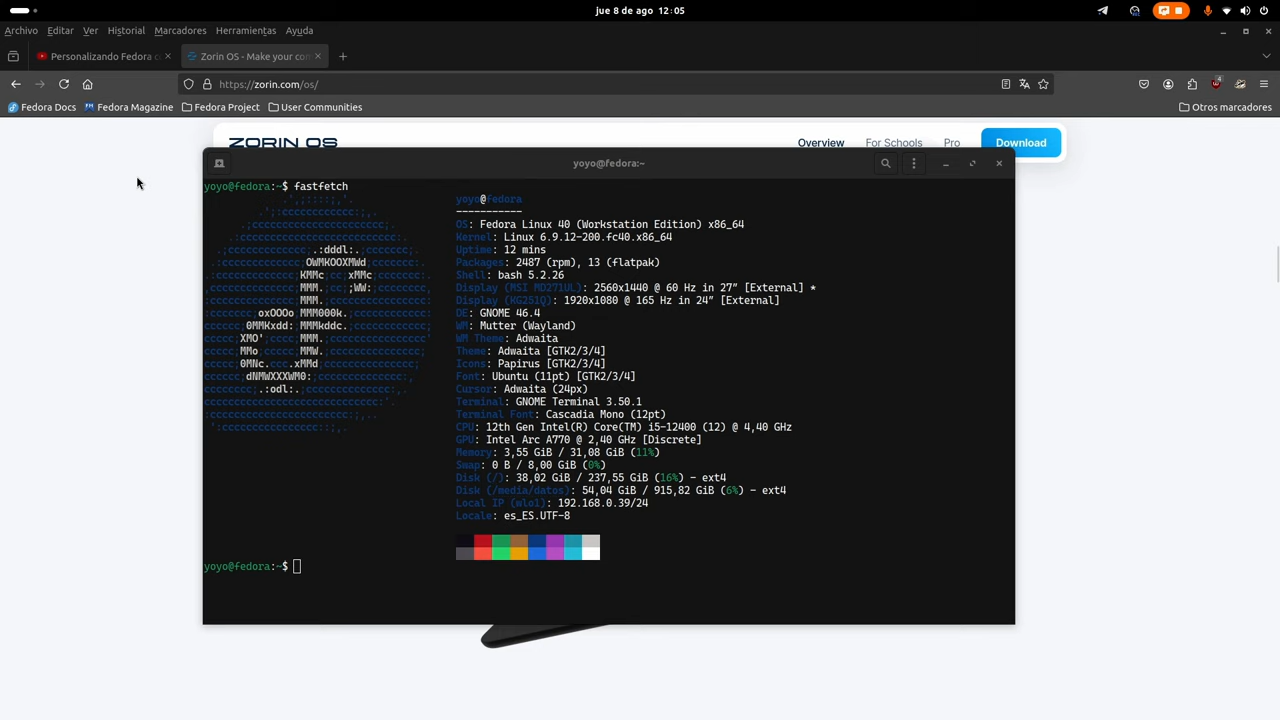 jue 8 de ago  12:05
Archivo Editar Ver Historial Marcadores Herramientas Ayuda
Personalizando Fedora c
Zorin OS - Make your con
https://zorin.com/os/
4
Fedora Docs Fedora Magazine Fedora Project User Communities Otros marcadores
ZORIN OS Overview For Schools Pro Download
yoyo@fedora:~
yoyo@fedora:~$ fastfetch
yoyo@fedora
-----------
OS: Fedora Linux 40 (Workstation Edition) x86_64
Kernel: Linux 6.9.12-200.fc40.x86_64
Uptime: 12 mins
Packages: 2487 (rpm), 13 (flatpak)
Shell: bash 5.2.26
Display (MSI MD271UL): 2560x1440 @ 60 Hz in 27″ [External] *
Display (KG251Q): 1920x1080 @ 165 Hz in 24″ [External]
DE: GNOME 46.4
WM: Mutter (Wayland)
WM Theme: Adwaita
Theme: Adwaita [GTK2/3/4]
Icons: Papirus [GTK2/3/4]
Font: Ubuntu (11pt) [GTK2/3/4]
Cursor: Adwaita (24px)
Terminal: GNOME Terminal 3.50.1
Terminal Font: Cascadia Mono (12pt)
CPU: 12th Gen Intel(R) Core(TM) i5-12400 (12) @ 4,40 GHz
GPU: Intel Arc A770 @ 2,40 GHz [Discrete]
Memory: 3,55 GiB / 31,08 GiB (11%)
Swap: 0 B / 8,00 GiB (0%)
Disk (/): 38,02 GiB / 237,55 GiB (16%) - ext4
Disk (/media/datos): 54,04 GiB / 915,82 GiB (6%) - ext4
Local IP (wlo1): 192.168.0.39/24
Locale: es_ES.UTF-8
yoyo@fedora:~$